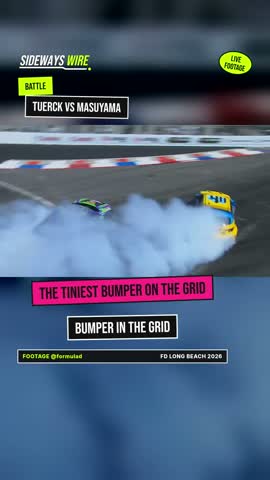 SIDEWAYS WIRE.
LIVE
FOOTAGE
BATTLE
TUERCK VS MASUYAMA
THE TINIEST BUMPER ON THE GRID
BUMPER IN THE GRID
FOOTAGE @formulad
FD LONG BEACH 2026